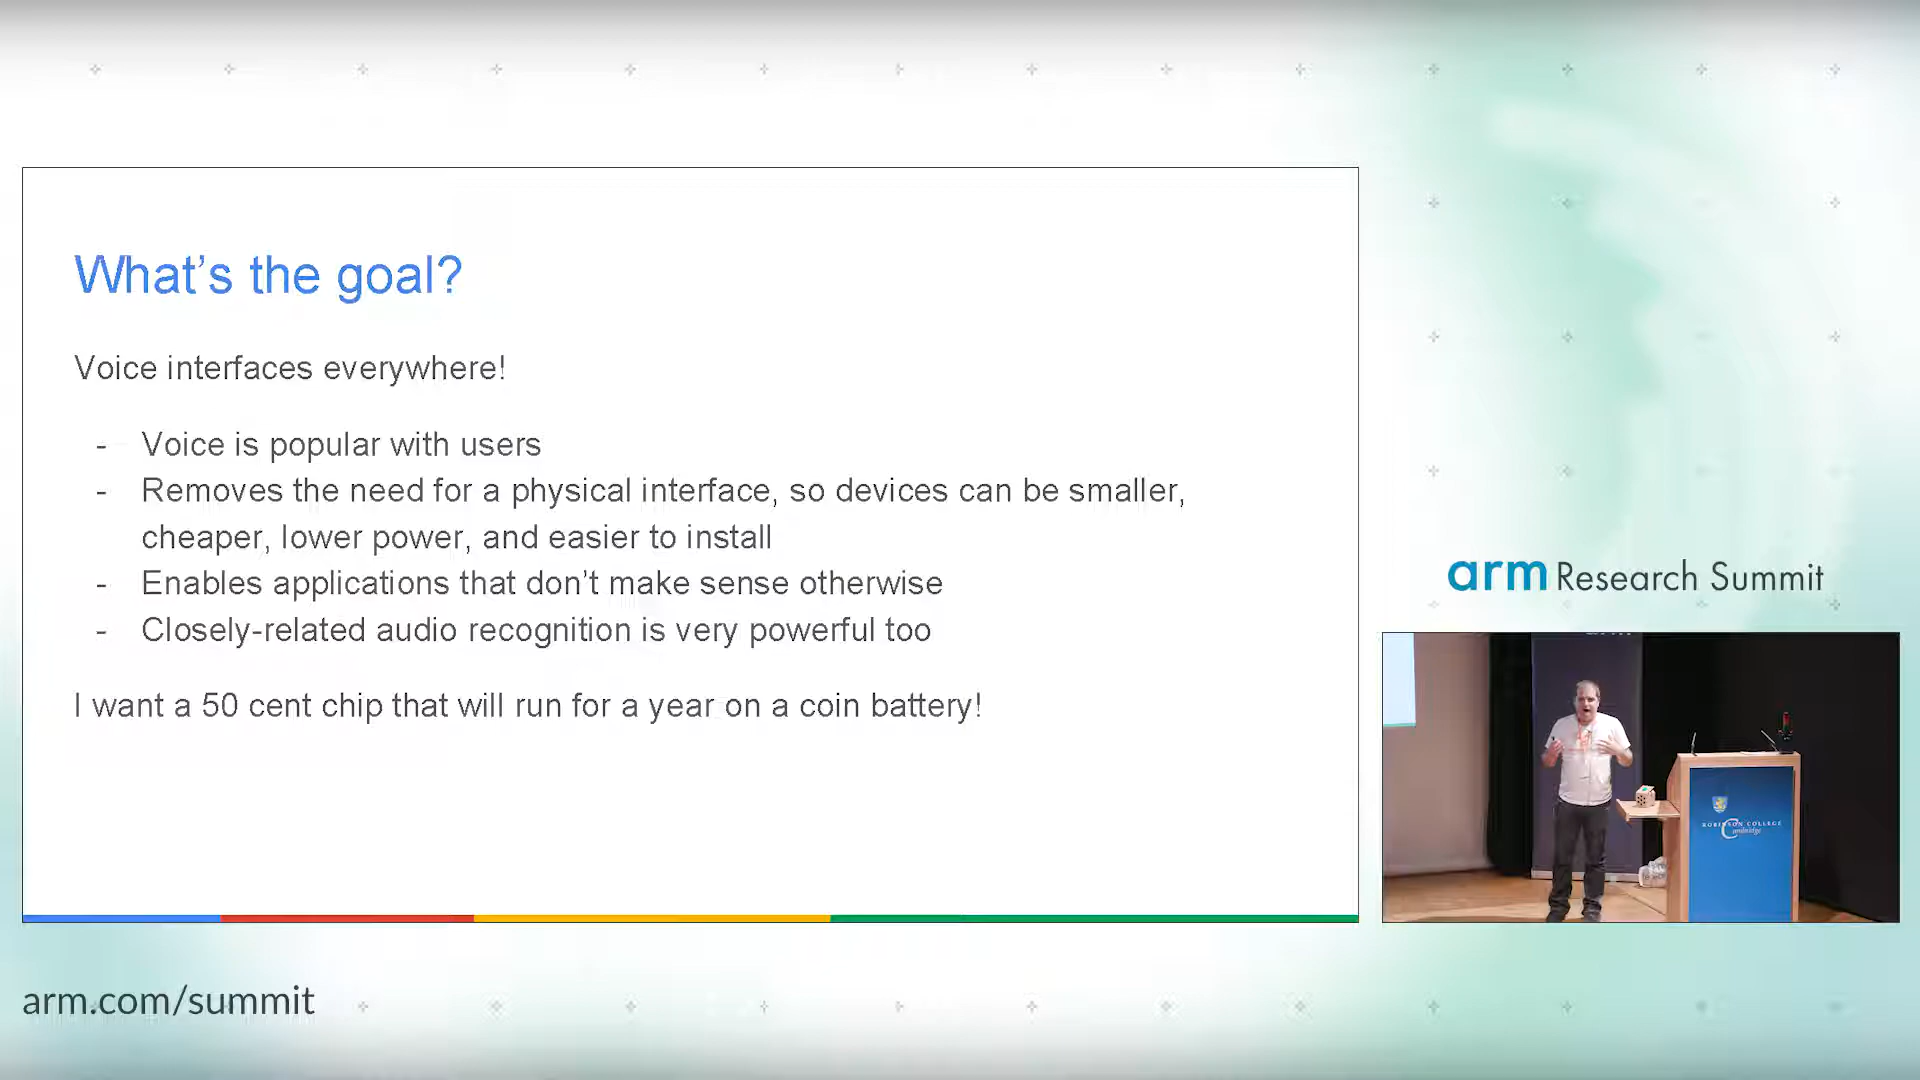 What's the goal?
Voice interfaces everywhere!
- Voice is popular with users
- Removes the need for a physical interface, so devices can be smaller,
cheaper, lower power, and easier to install
- Enables applications that don't make sense otherwise
- Closely-related audio recognition is very powerful too
I want a 50 cent chip that will run for a year on a coin battery!
arm Research Summit
ROBINSON COLLEGE
Cambridge
arm.com/summit